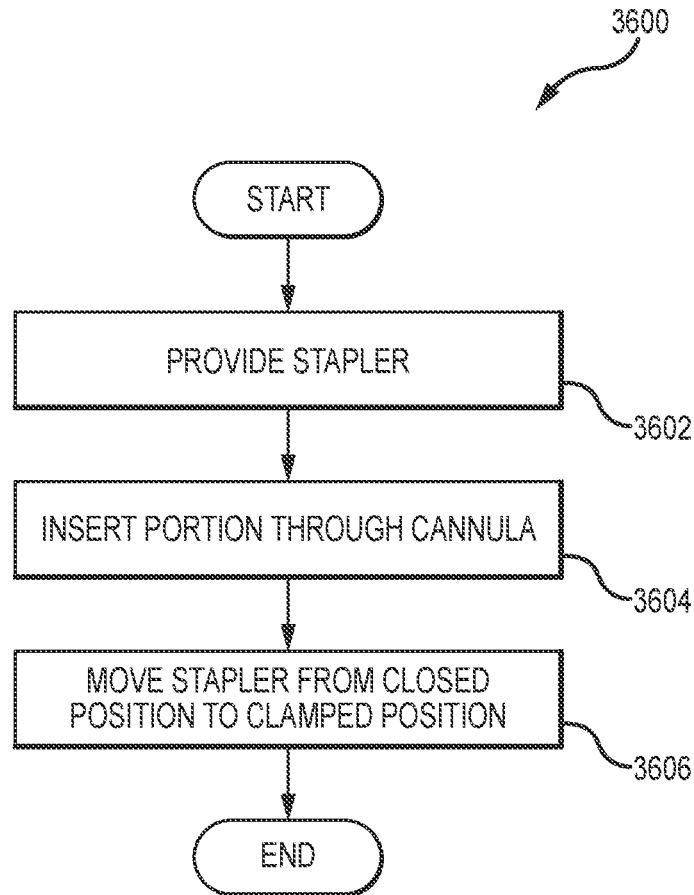 3600
START
PROVIDE STAPLER
3602
INSERT PORTION THROUGH CANNULA
3604
MOVE STAPLER FROM CLOSED
POSITION TO CLAMPED POSITION
3606
END